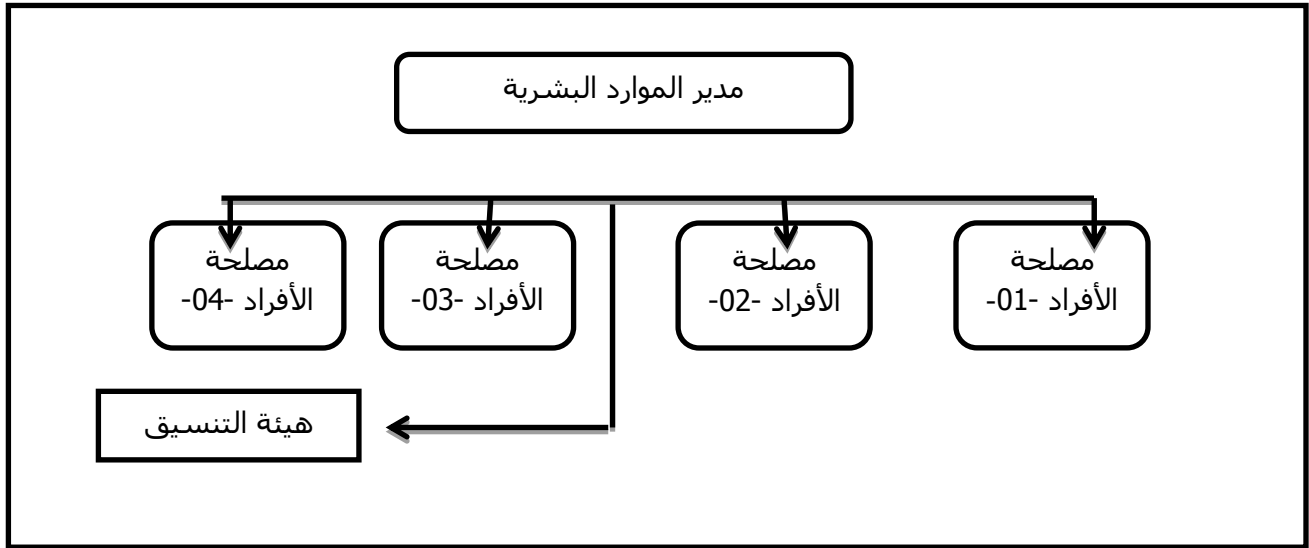 مدير الموارد البشرية
مصلحة
الأفراد -01-
مصلحة
الأفراد -02-
مصلحة
الأفراد -03-
مصلحة
الأفراد -04-
هيئة التنسيق